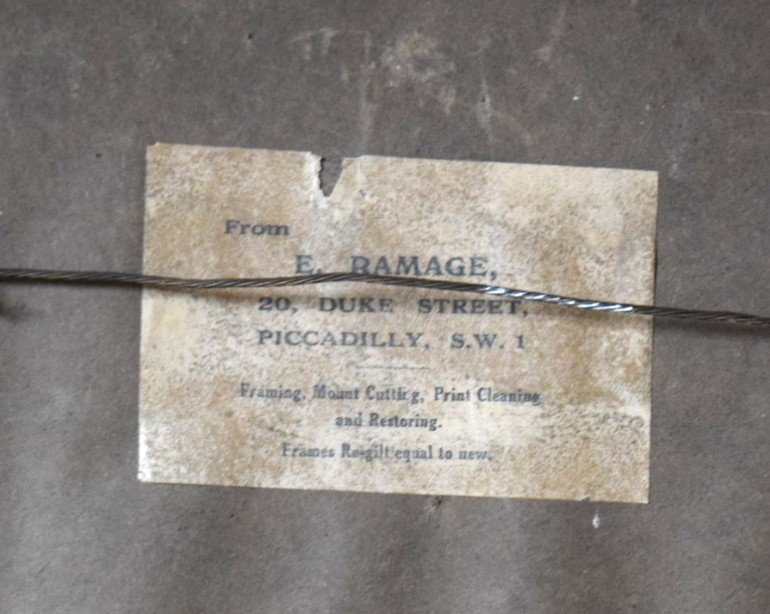 From
E. RAMAGE,
20, DUKE STREET,
PICCADILLY, S.W. 1
Framing, Mount Cutting, Print Cleaning
and Restoring.
Frames Re-gilt equal to new.